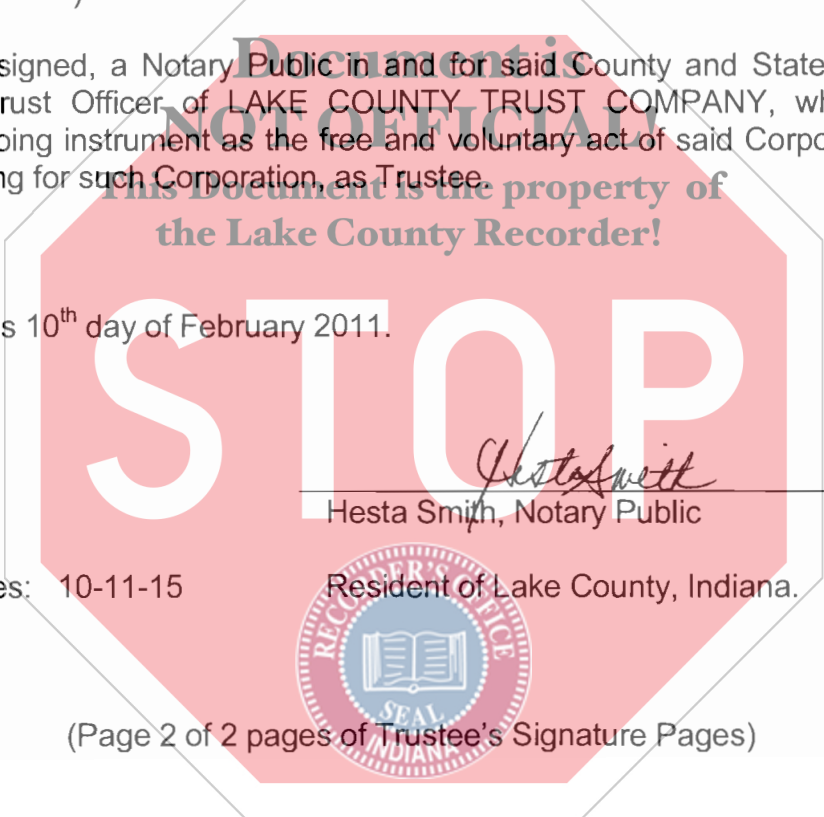 )
Document is
signed, a Notary Public in and for said County and State
NOT OFFICIAL!
rust Officer of LAKE COUNTY TRUST COMPANY, wh
oing instrument as the free and voluntary act of said Corpo
ng for such Corporation, as Trustee.
This Document is the property of
the Lake County Recorder!
s 10th day of February 2011.
STOP
Hesta Smith
Hesta Smith, Notary Public
es: 10-11-15 Resident of Lake County, Indiana.
RECORDER'S OFFICE
SEAL
INDIANA
(Page 2 of 2 pages of Trustee's Signature Pages)